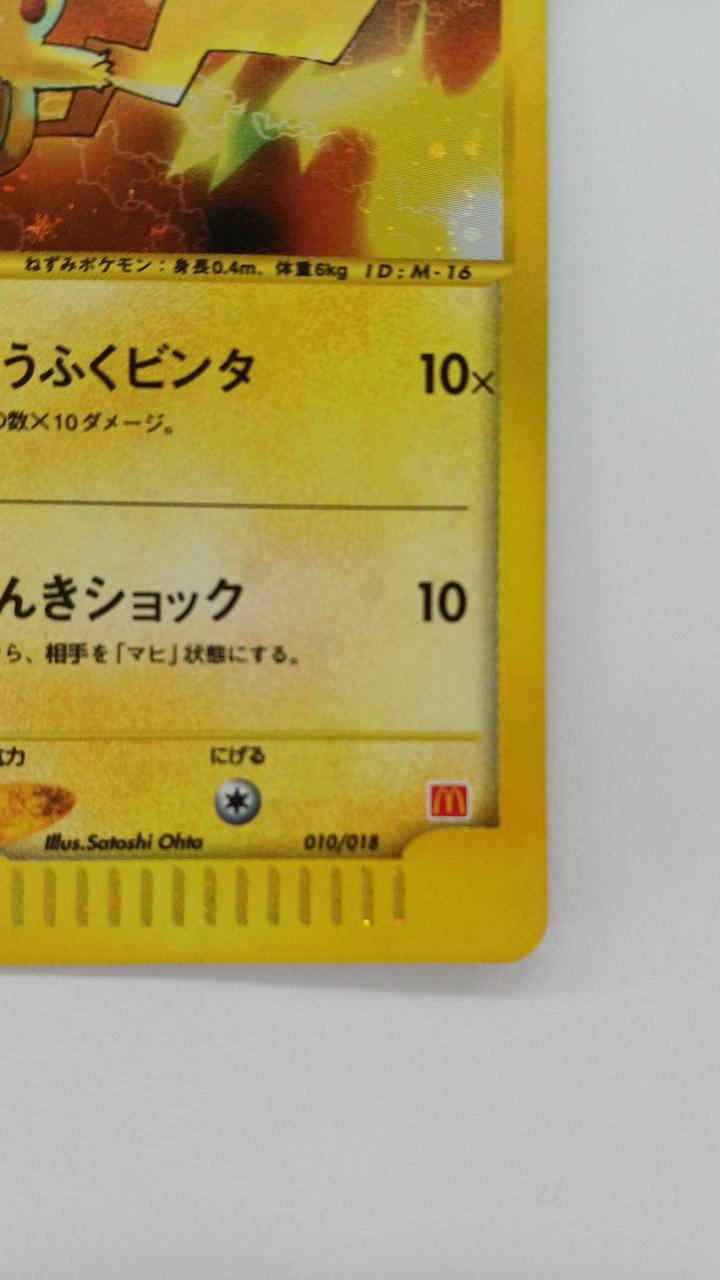 ねずみポケモン：身長0.4m、体重6kg ID:M-16
うふくビンタ 10×
の数×10ダメージ。
んきショック 10
ら、相手を「マヒ」状態にする。
力 にげる
Illus.Satoshi Ohta 010/018